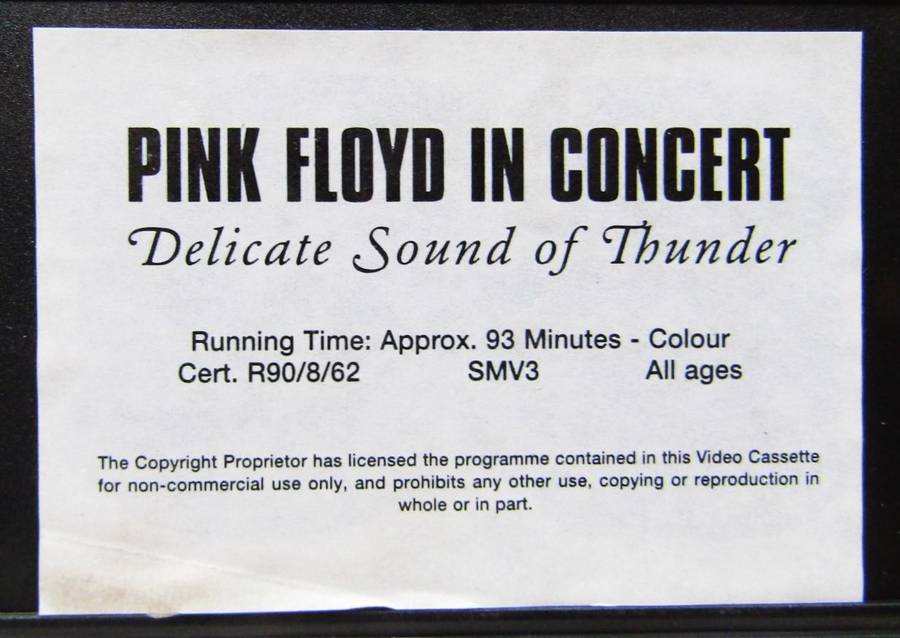 PINK FLOYD IN CONCERT
Delicate Sound of Thunder
Running Time: Approx. 93 Minutes - Colour
Cert. R90/8/62 SMV3 All ages
The Copyright Proprietor has licensed the programme contained in this Video Cassette
for non-commercial use only, and prohibits any other use, copying or reproduction in
whole or in part.